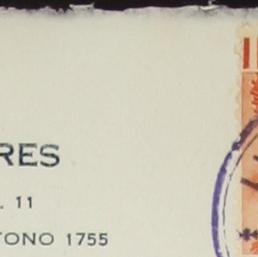 RES
. 11
TONO 1755